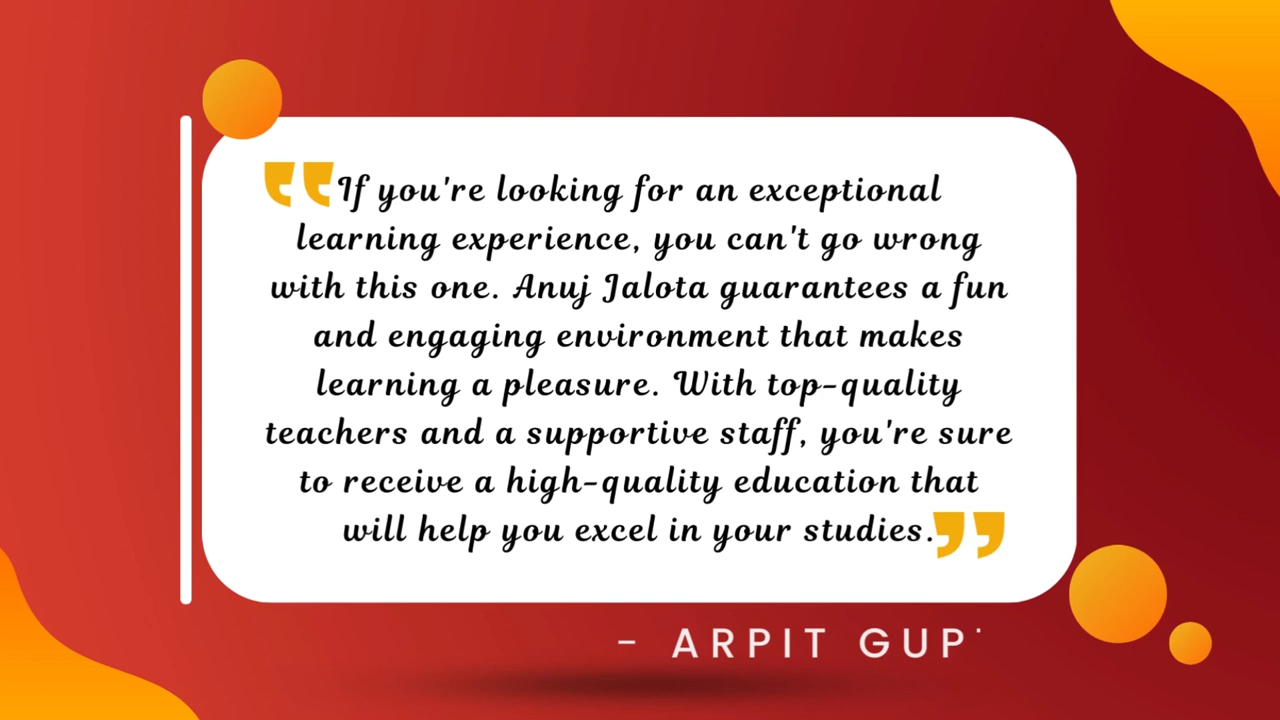 If you're looking for an exceptional
learning experience, you can't go wrong
with this one. Anuj Jalota guarantees a fun
and engaging environment that makes
learning a pleasure. With top-quality
teachers and a supportive staff, you're sure
to receive a high-quality education that
will help you excel in your studies.
- ARPIT GUP